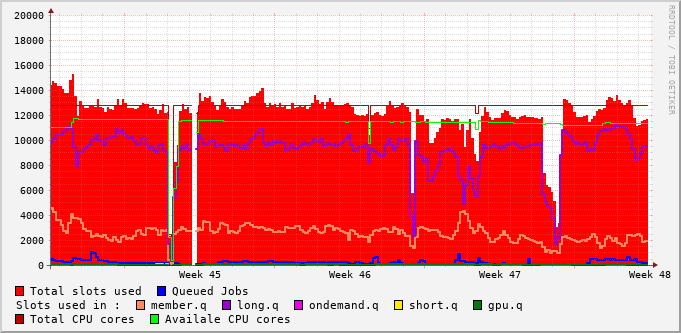 20000
18000
16000
14000
12000
10000
8000
6000
4000
2000
0
Week 45 Week 46 Week 47 Week 48
RRDTOOL / TOBI OETIKER
Total slots used Queued Jobs
Slots used in : member.q long.q ondemand.q short.q gpu.q
Total CPU cores Availale CPU cores